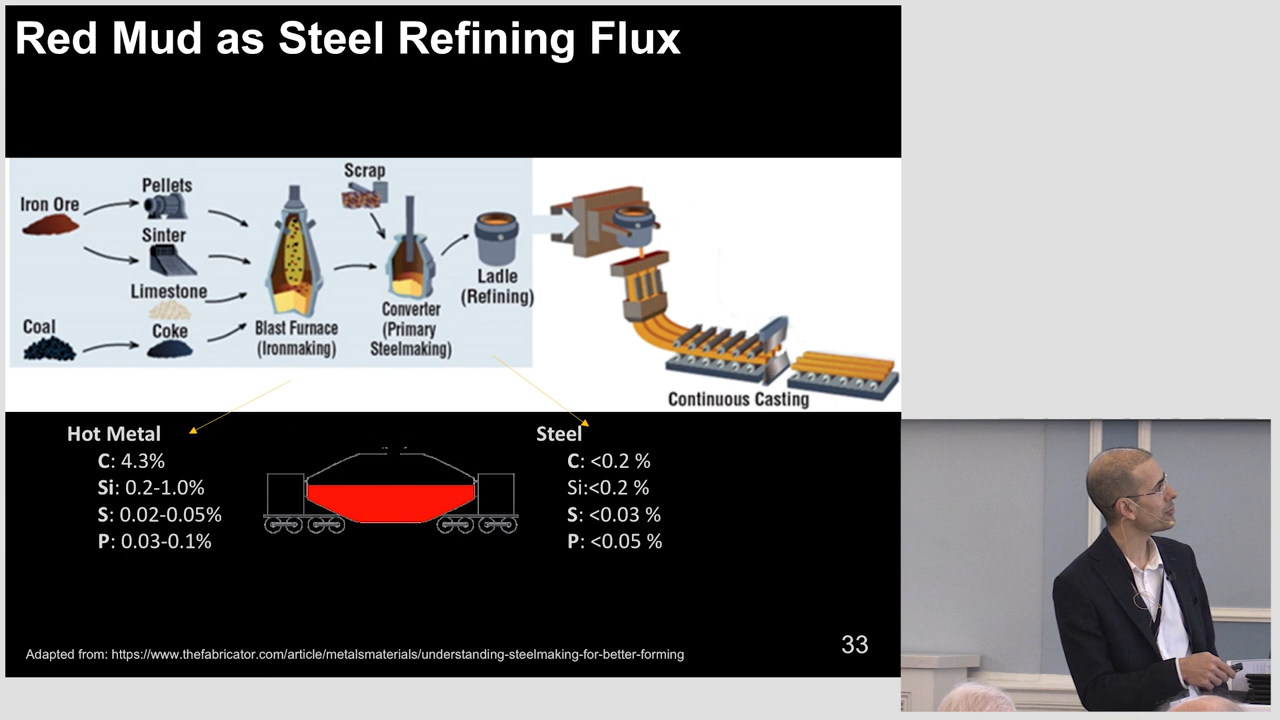 Red Mud as Steel Refining Flux
Iron Ore
Pellets
Sinter
Limestone
Coal
Coke
Scrap
Blast Furnace
(Ironmaking)
Converter
(Primary
Steelmaking)
Ladle
(Refining)
Continuous Casting
Hot Metal
C: 4.3%
Si: 0.2-1.0%
S: 0.02-0.05%
P: 0.03-0.1%
Steel
C: <0.2 %
Si:<0.2 %
S: <0.03 %
P: <0.05 %
Adapted from: https://www.thefabricator.com/article/metalsmaterials/understanding-steelmaking-for-better-forming
33